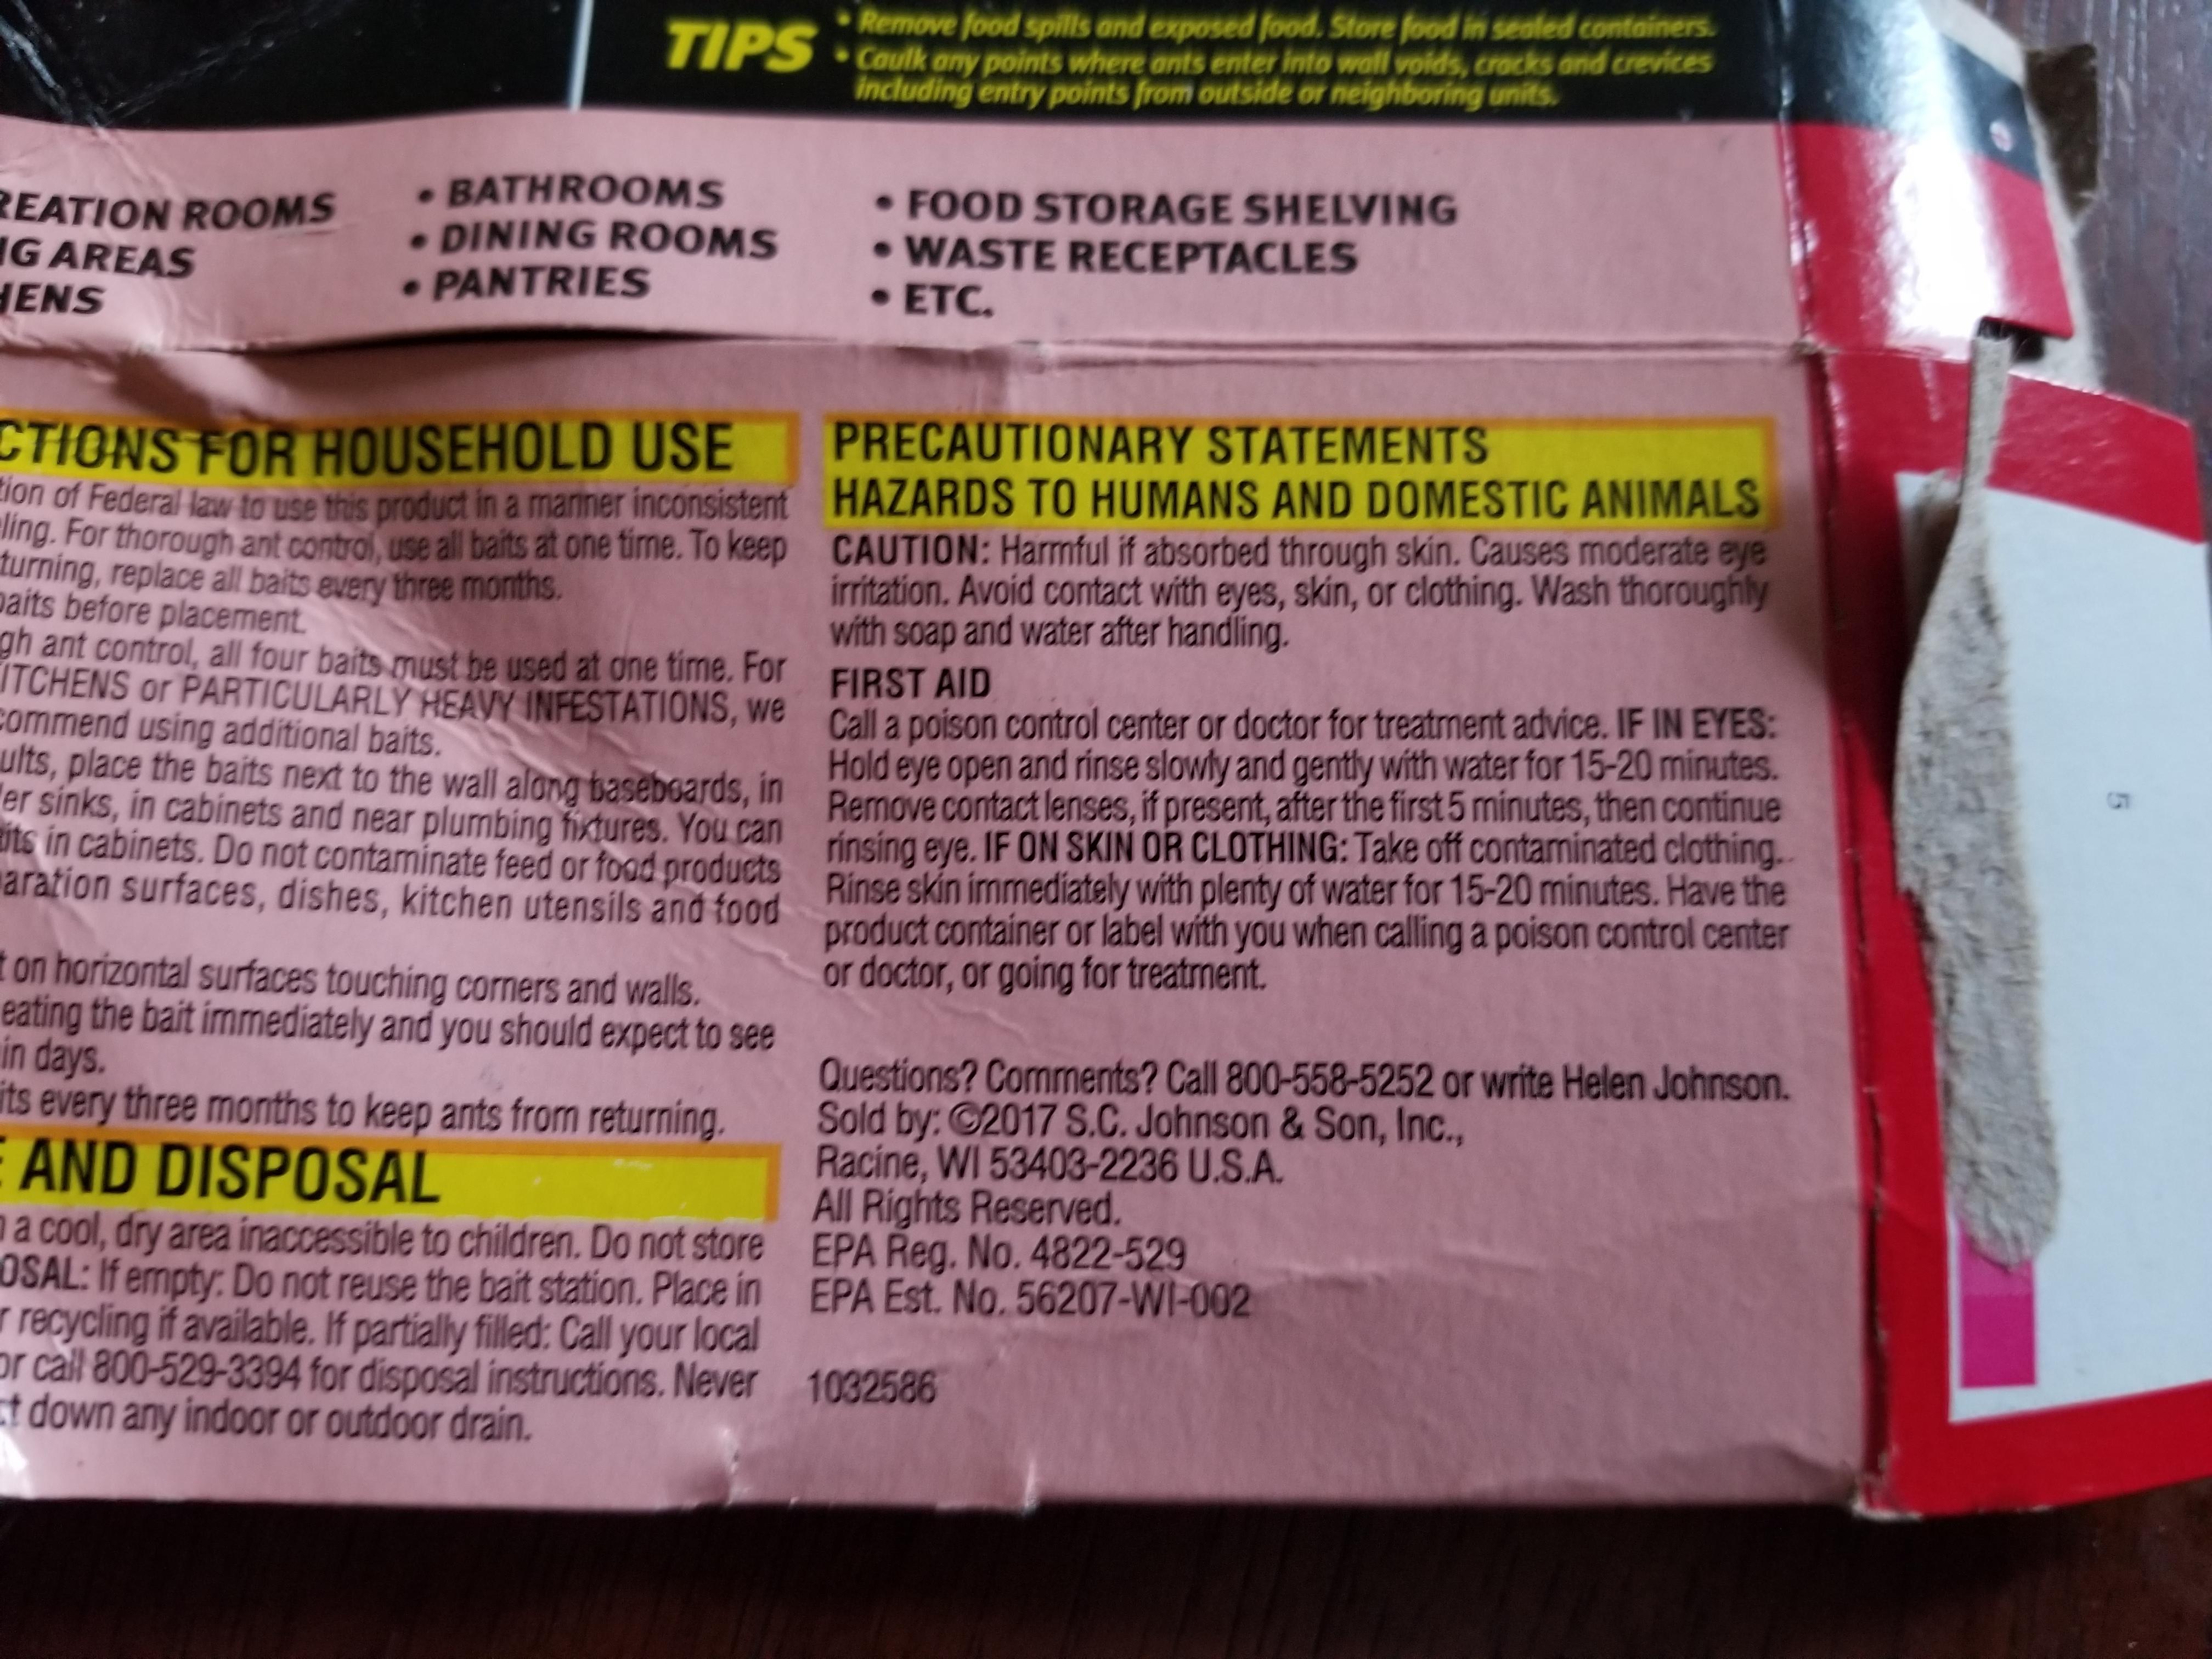 TIPS
• Remove food spills and exposed food. Store food in sealed containers.
• Caulk any points where ants enter into wall voids, cracks and crevices
including entry points from outside or neighboring units.
REATION ROOMS
G AREAS
HENS
• BATHROOMS
• DINING ROOMS
• PANTRIES
• FOOD STORAGE SHELVING
• WASTE RECEPTACLES
• ETC.
CTIONS FOR HOUSEHOLD USE
tion of Federal law to use this product in a manner inconsistent
ling. For thorough ant control, use all baits at one time. To keep
turning, replace all baits every three months.
baits before placement.
gh ant control, all four baits must be used at one time. For
ITCHENS or PARTICULARLY HEAVY INFESTATIONS, we
commend using additional baits.
ults, place the baits next to the wall along baseboards, in
er sinks, in cabinets and near plumbing fixtures. You can
its in cabinets. Do not contaminate feed or food products
aration surfaces, dishes, kitchen utensils and food
t on horizontal surfaces touching corners and walls.
eating the bait immediately and you should expect to see
in days.
its every three months to keep ants from returning.
E AND DISPOSAL
n a cool, dry area inaccessible to children. Do not store
OSAL: If empty: Do not reuse the bait station. Place in
r recycling if available. If partially filled: Call your local
or call 800-529-3394 for disposal instructions. Never
ct down any indoor or outdoor drain.
PRECAUTIONARY STATEMENTS
HAZARDS TO HUMANS AND DOMESTIC ANIMALS
CAUTION: Harmful if absorbed through skin. Causes moderate eye
irritation. Avoid contact with eyes, skin, or clothing. Wash thoroughly
with soap and water after handling.
FIRST AID
Call a poison control center or doctor for treatment advice. IF IN EYES:
Hold eye open and rinse slowly and gently with water for 15-20 minutes.
Remove contact lenses, if present, after the first 5 minutes, then continue
rinsing eye. IF ON SKIN OR CLOTHING: Take off contaminated clothing.
Rinse skin immediately with plenty of water for 15-20 minutes. Have the
product container or label with you when calling a poison control center
or doctor, or going for treatment.
Questions? Comments? Call 800-558-5252 or write Helen Johnson.
Sold by: ©2017 S.C. Johnson & Son, Inc.,
Racine, WI 53403-2236 U.S.A.
All Rights Reserved.
EPA Reg. No. 4822-529
EPA Est. No. 56207-WI-002
1032586
5